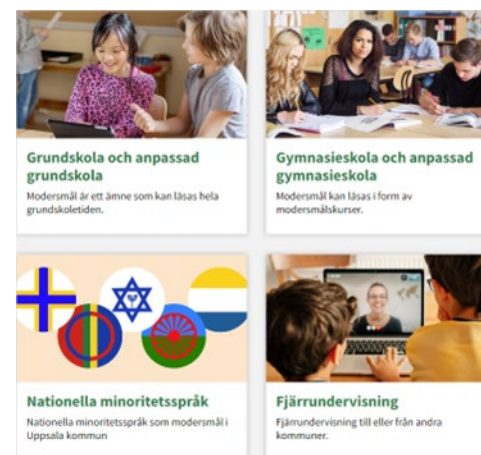 Grundskola och anpassad
grundskola
Modersmål är ett ämne som kan läsas hela
grundskoletiden.
Gymnasieskola och anpassad
gymnasieskola
Modersmål kan läsas i form av
modersmålskurser.
Nationella minoritetsspråk
Nationella minoritetsspråk som modersmål i
Uppsala kommun
Fjärrundervisning
Fjärrundervisning till eller från andra
kommuner.